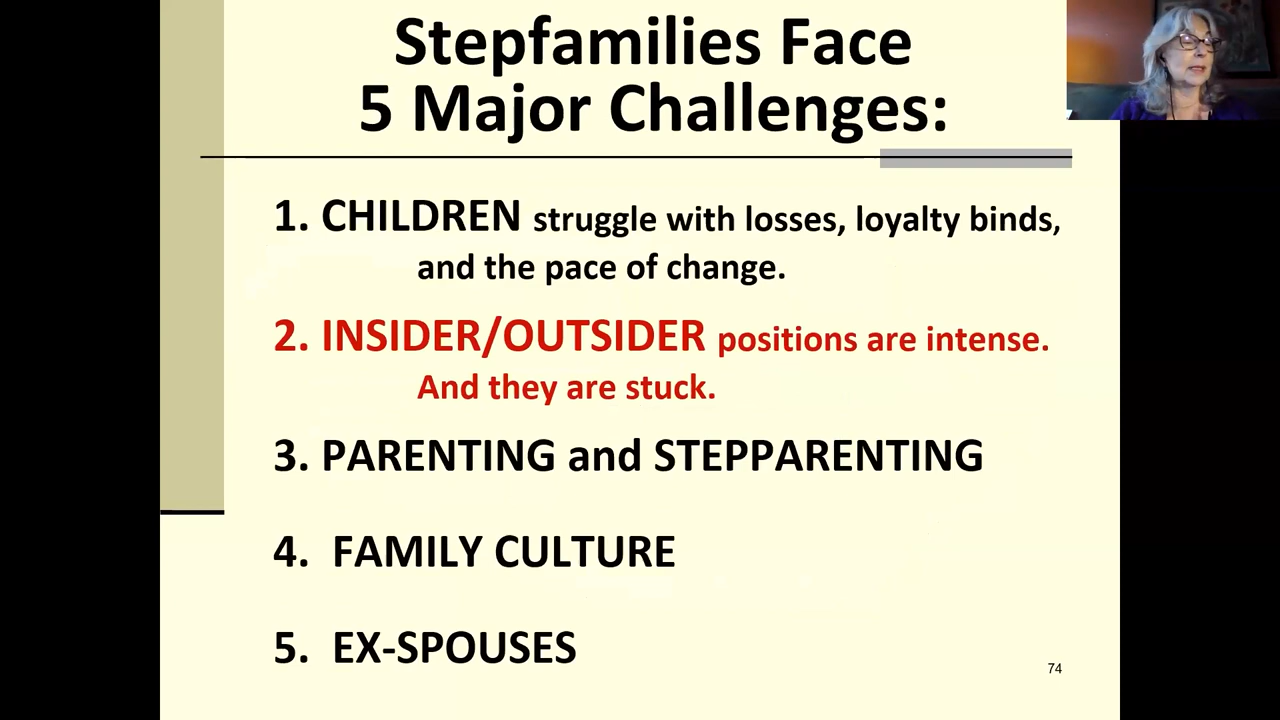 Stepfamilies Face
5 Major Challenges:
1. CHILDREN struggle with losses, loyalty binds,
and the pace of change.
2. INSIDER/OUTSIDER positions are intense.
And they are stuck.
3. PARENTING and STEPPARENTING
4. FAMILY CULTURE
5. EX-SPOUSES
74